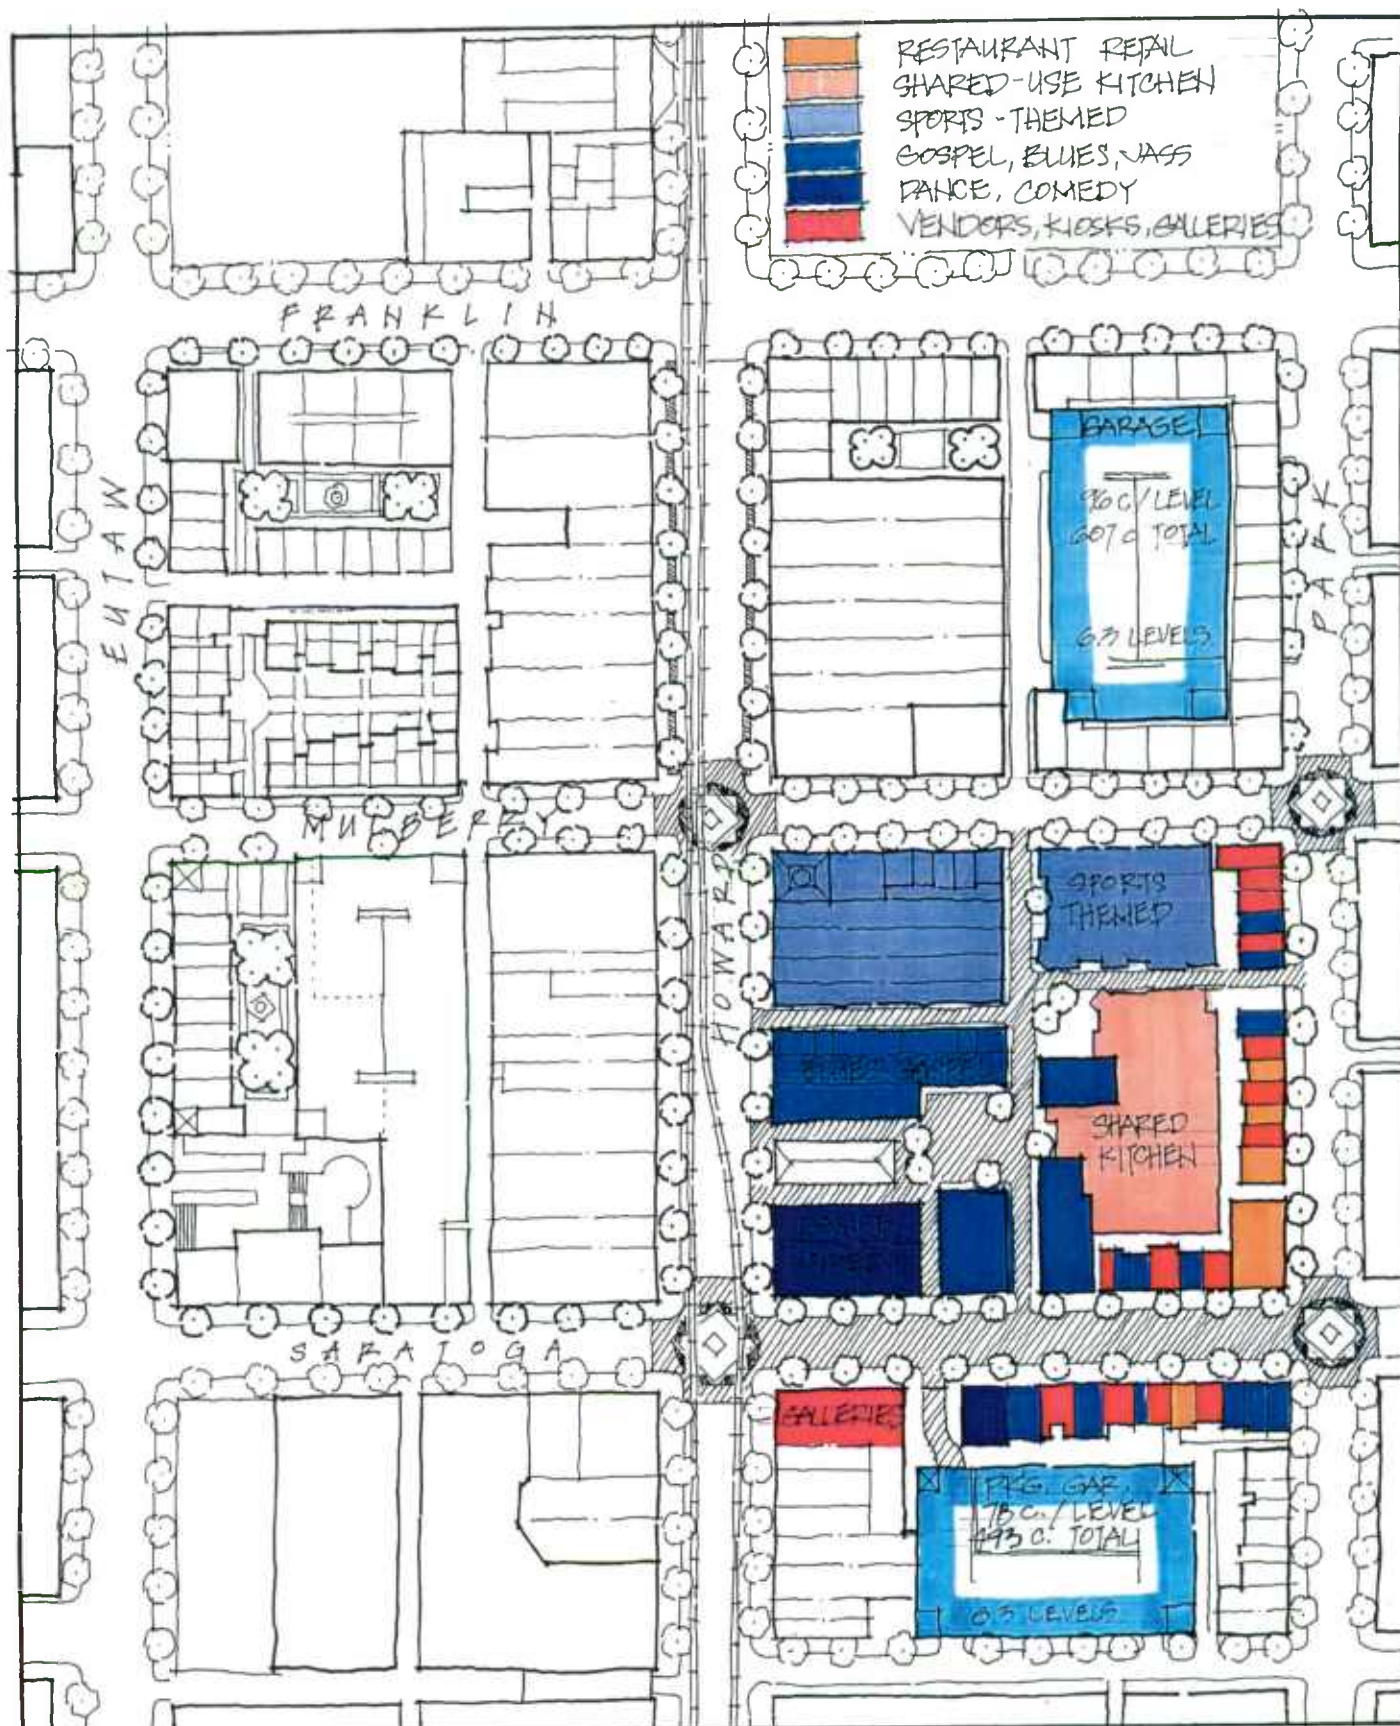 RESTAURANT RETAIL
SHARED-USE KITCHEN
SPORTS-THEMED
GOSPEL, BLUES, JASS
DANCE, COMEDY
VENDORS, KIOSKS, GALLERIES
FRANKLIN
EUTAW
PARK
GARAGE
96 C/LEVEL
607 C TOTAL
6.3 LEVELS
MULBERRY
HOWARD
SPORTS
THEMED
SHARED
KITCHEN
SARATOGA
GALLERIES
PKG. GAR.
78 C./LEVEL
493 C. TOTAL
6.3 LEVELS